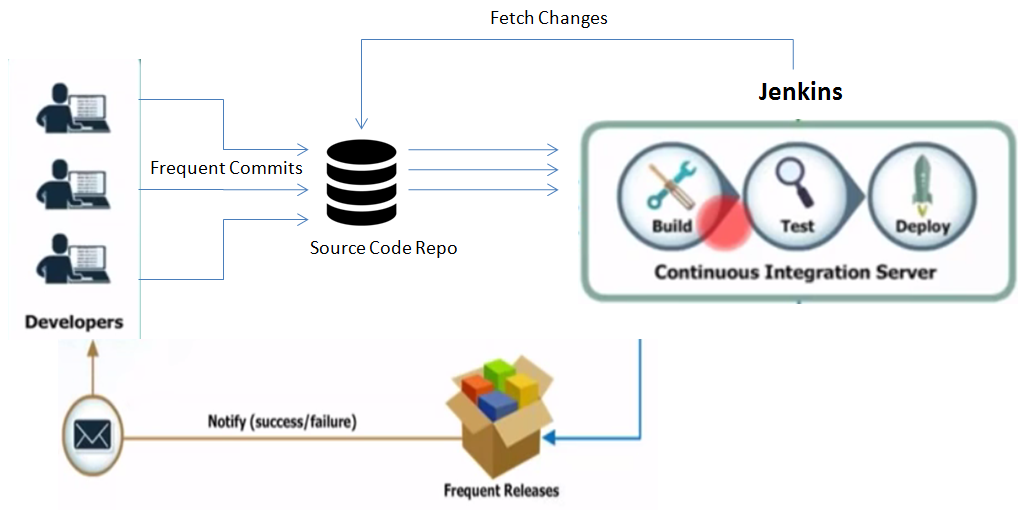 Fetch Changes
Jenkins
Frequent Commits
Source Code Repo
Build
Test
Deploy
Continuous Integration Server
Developers
Notify (success/failure)
Frequent Releases